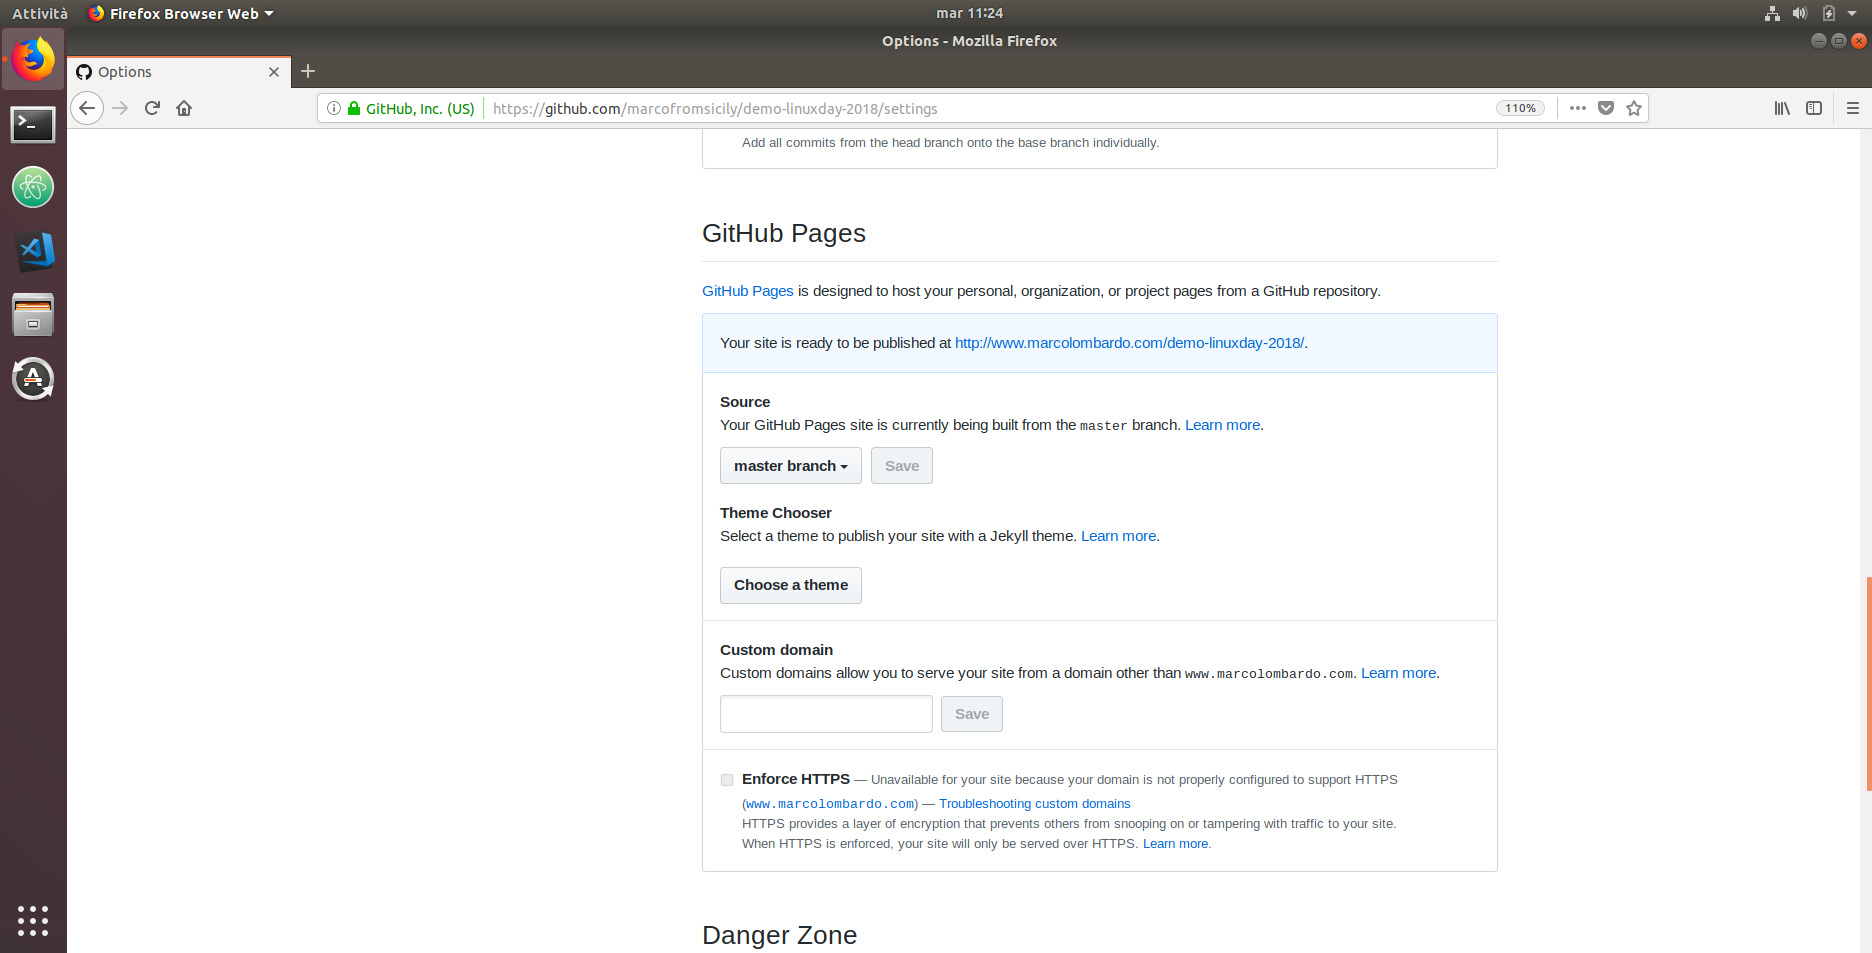 Attività
Firefox Browser Web
mar 11:24
Options - Mozilla Firefox
Options
GitHub, Inc. (US)
https://github.com/marcofromsicily/demo-linuxday-2018/settings
110%
Add all commits from the head branch onto the base branch individually.
GitHub Pages
GitHub Pages is designed to host your personal, organization, or project pages from a GitHub repository.
Your site is ready to be published at http://www.marcolombardo.com/demo-linuxday-2018/.
Source
Your GitHub Pages site is currently being built from the master branch. Learn more.
master branch
Save
Theme Chooser
Select a theme to publish your site with a Jekyll theme. Learn more.
Choose a theme
Custom domain
Custom domains allow you to serve your site from a domain other than www.marcolombardo.com. Learn more.
Save
Enforce HTTPS — Unavailable for your site because your domain is not properly configured to support HTTPS
(www.marcolombardo.com) — Troubleshooting custom domains
HTTPS provides a layer of encryption that prevents others from snooping on or tampering with traffic to your site.
When HTTPS is enforced, your site will only be served over HTTPS. Learn more.
Danger Zone